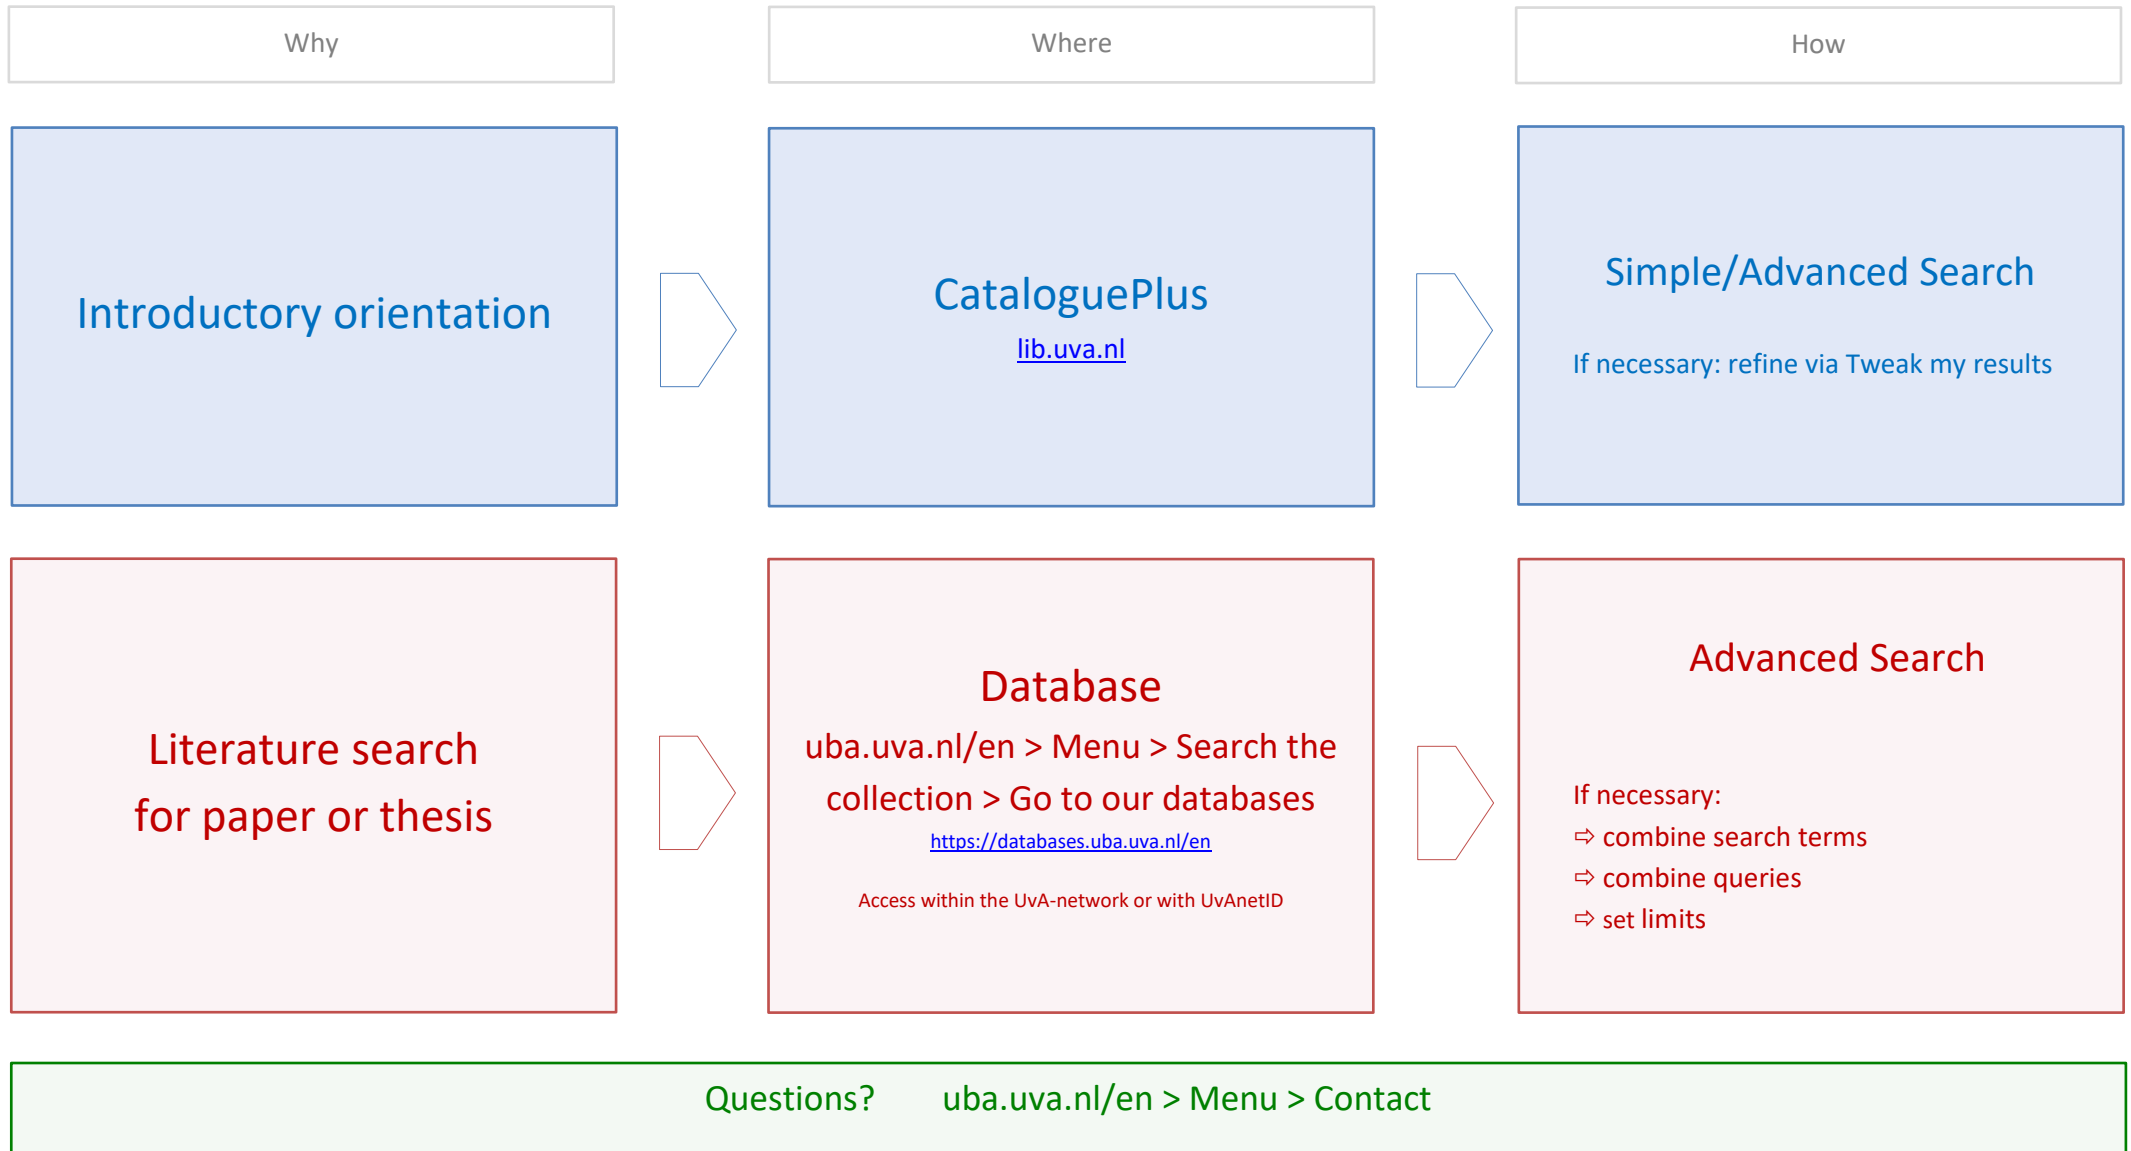 Why
Where
How
Introductory orientation
CataloguePlus
lib.uva.nl
Simple/Advanced Search
If necessary: refine via Tweak my results
Literature search
for paper or thesis
Database
uba.uva.nl/en > Menu > Search the
collection > Go to our databases
https://databases.uba.uva.nl/en
Access within the UvA-network or with UvAnetID
Advanced Search
If necessary:
⇨ combine search terms
⇨ combine queries
⇨ set limits
Questions? uba.uva.nl/en > Menu > Contact